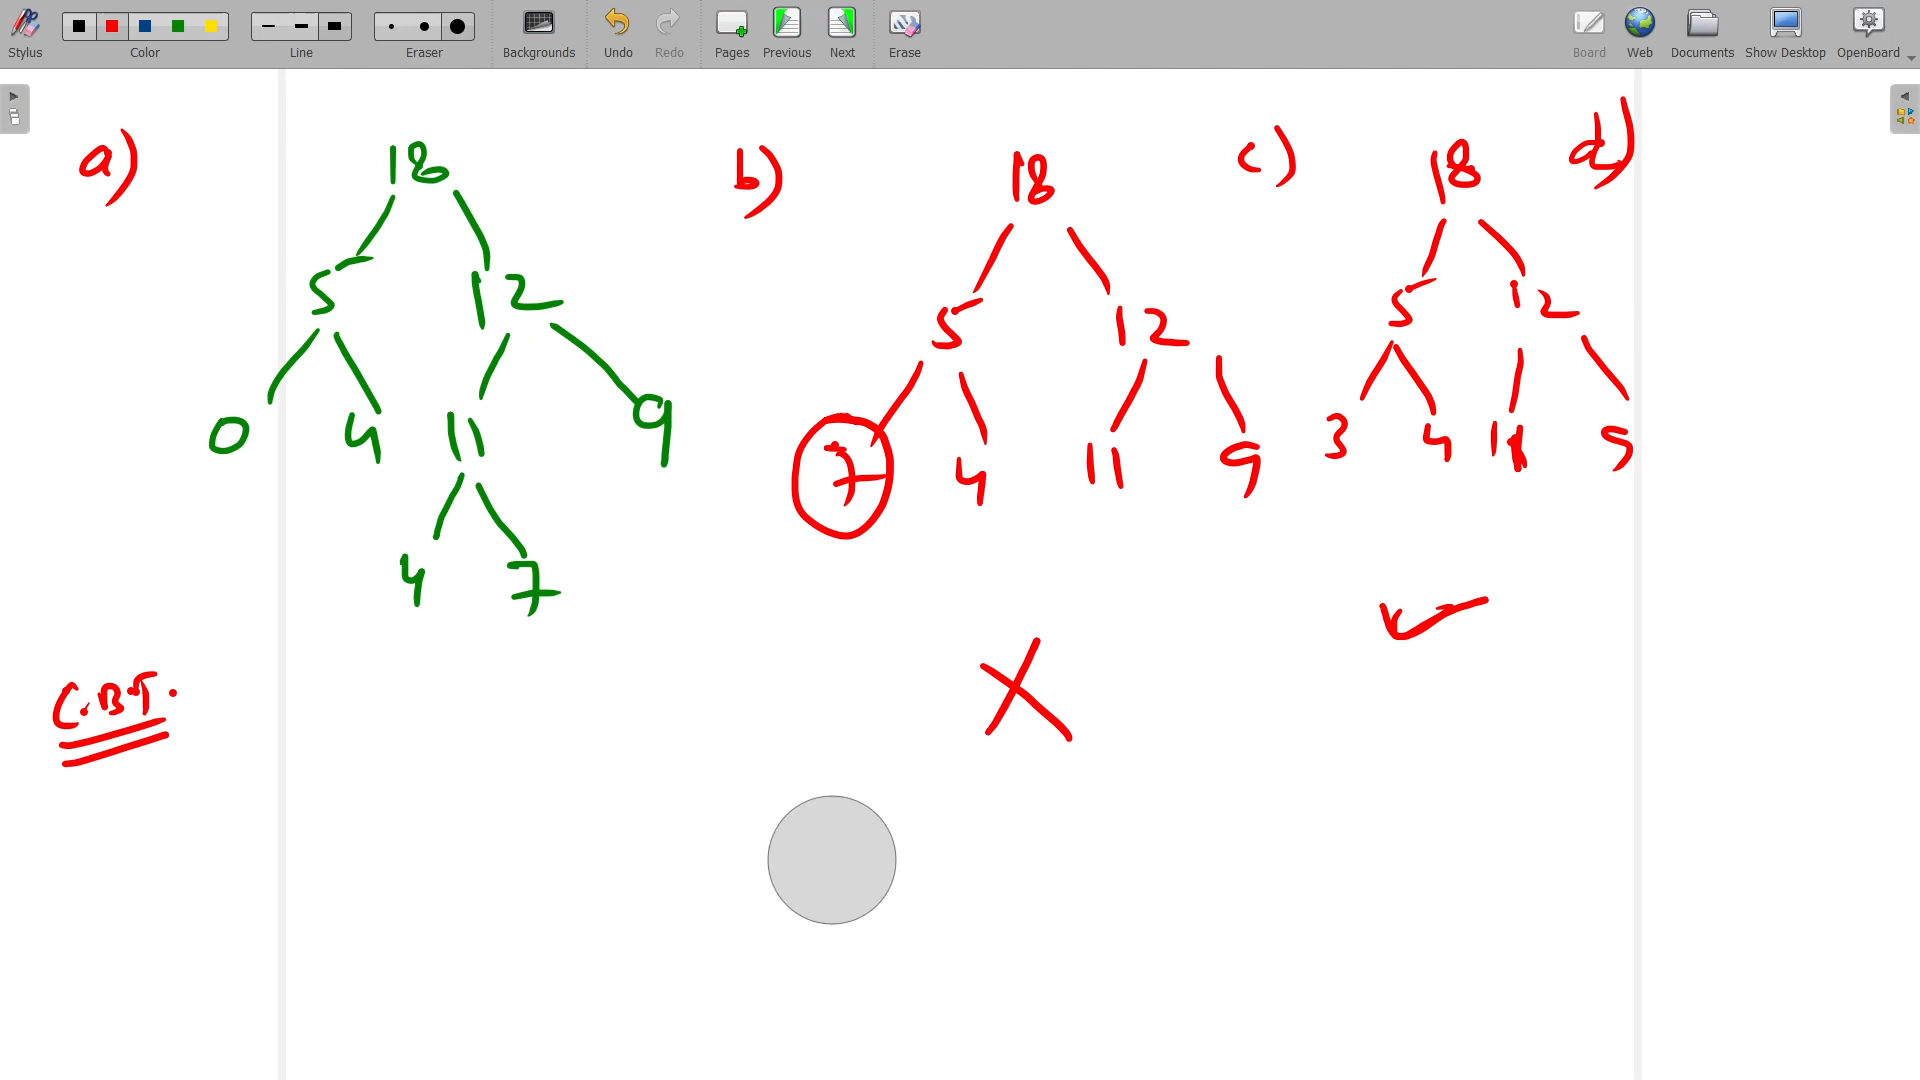 Stylus Color Line Eraser Backgrounds Undo Redo Pages Previous Next Erase Board Web Documents Show Desktop OpenBoard
a) 18 b) 18 c) 18 d)
5 12 5 12 5 12
0 4 11 9 7 4 11 9 3 4 11 9
4 7
C.B.T.